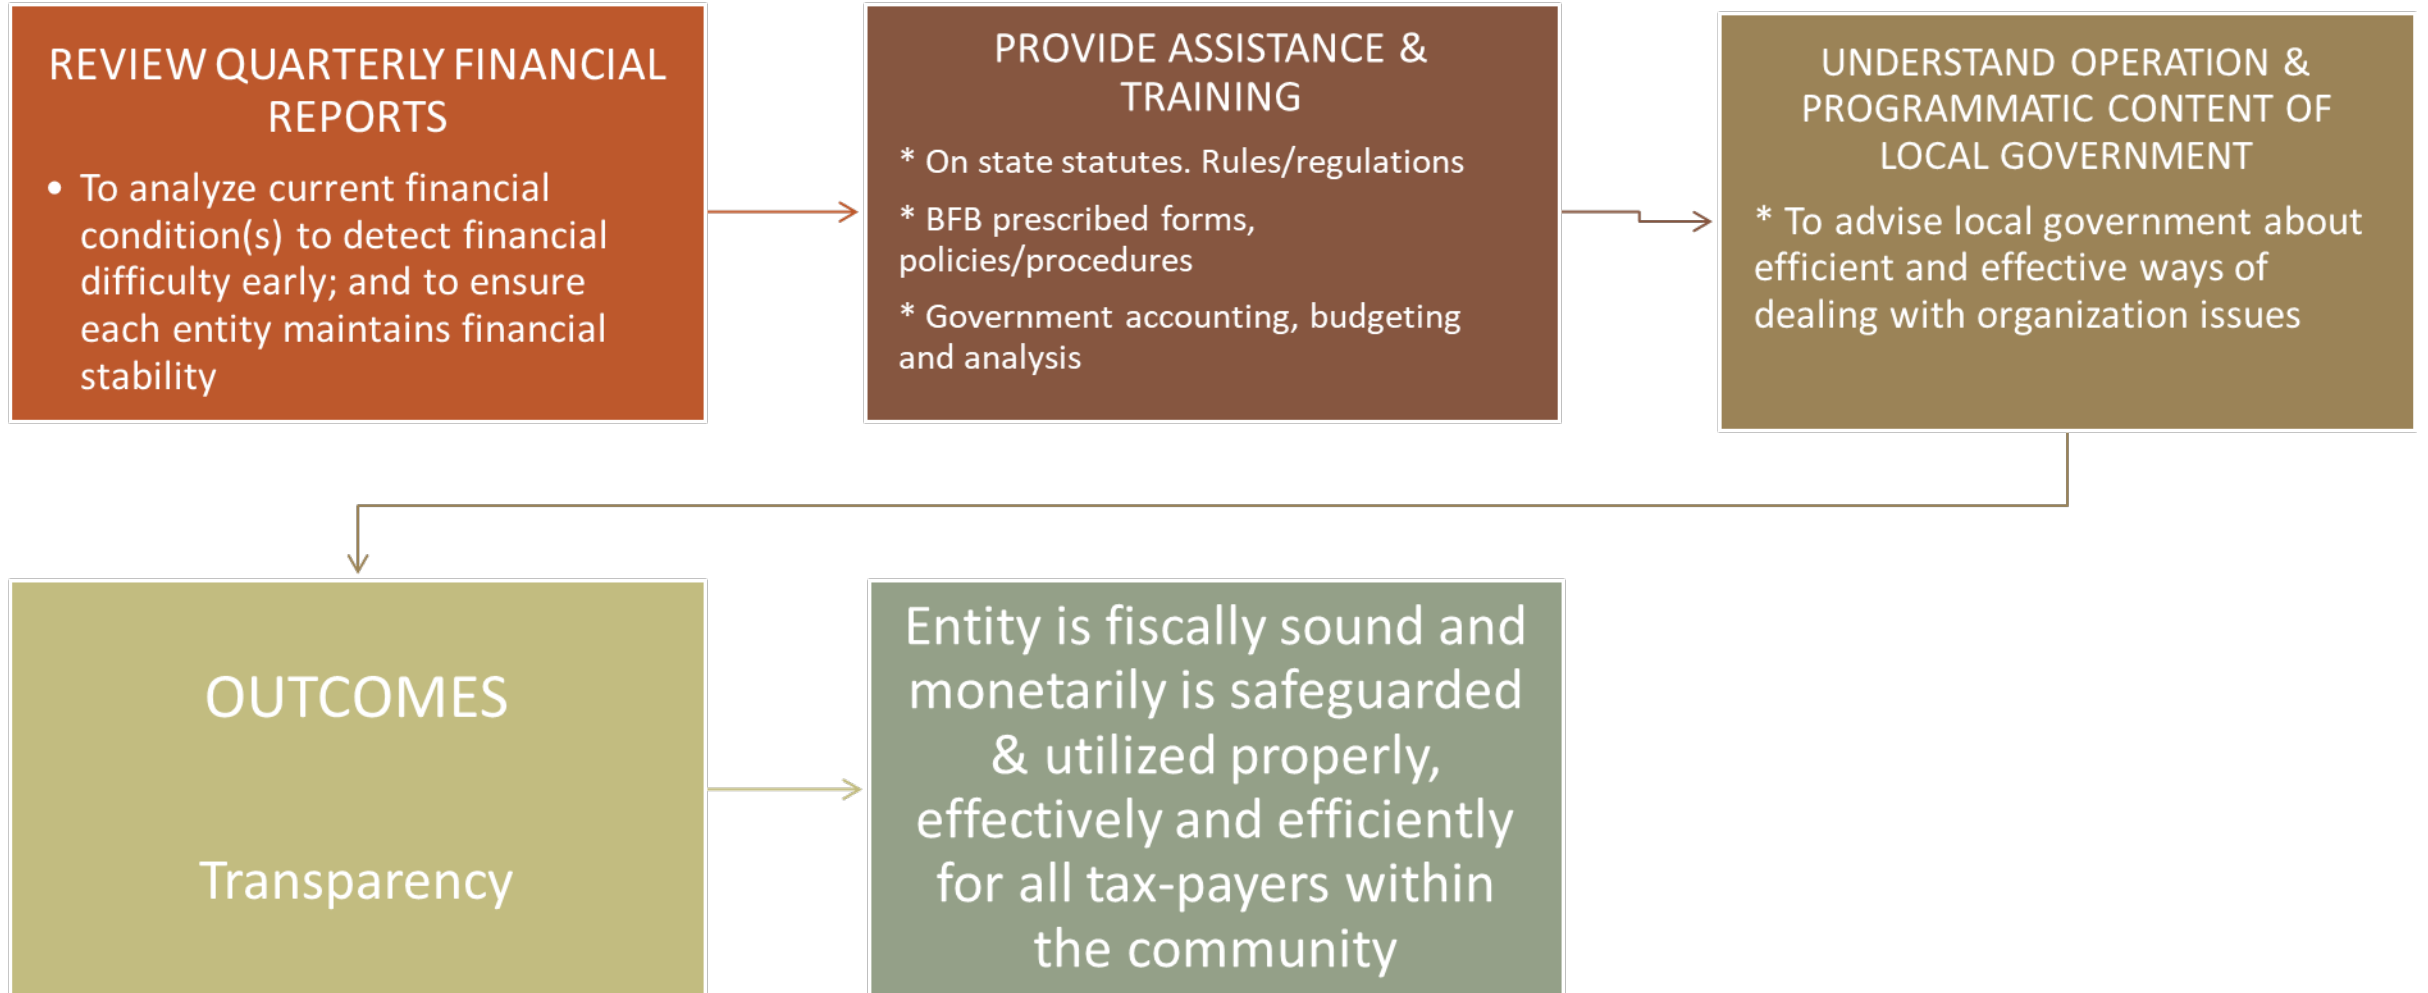 REVIEW QUARTERLY FINANCIAL
REPORTS
• To analyze current financial
condition(s) to detect financial
difficulty early; and to ensure
each entity maintains financial
stability
PROVIDE ASSISTANCE &
TRAINING
* On state statutes. Rules/regulations
* BFB prescribed forms,
policies/procedures
* Government accounting, budgeting
and analysis
UNDERSTAND OPERATION &
PROGRAMMATIC CONTENT OF
LOCAL GOVERNMENT
* To advise local government about
efficient and effective ways of
dealing with organization issues
OUTCOMES
Transparency
Entity is fiscally sound and
monetarily is safeguarded
& utilized properly,
effectively and efficiently
for all tax-payers within
the community